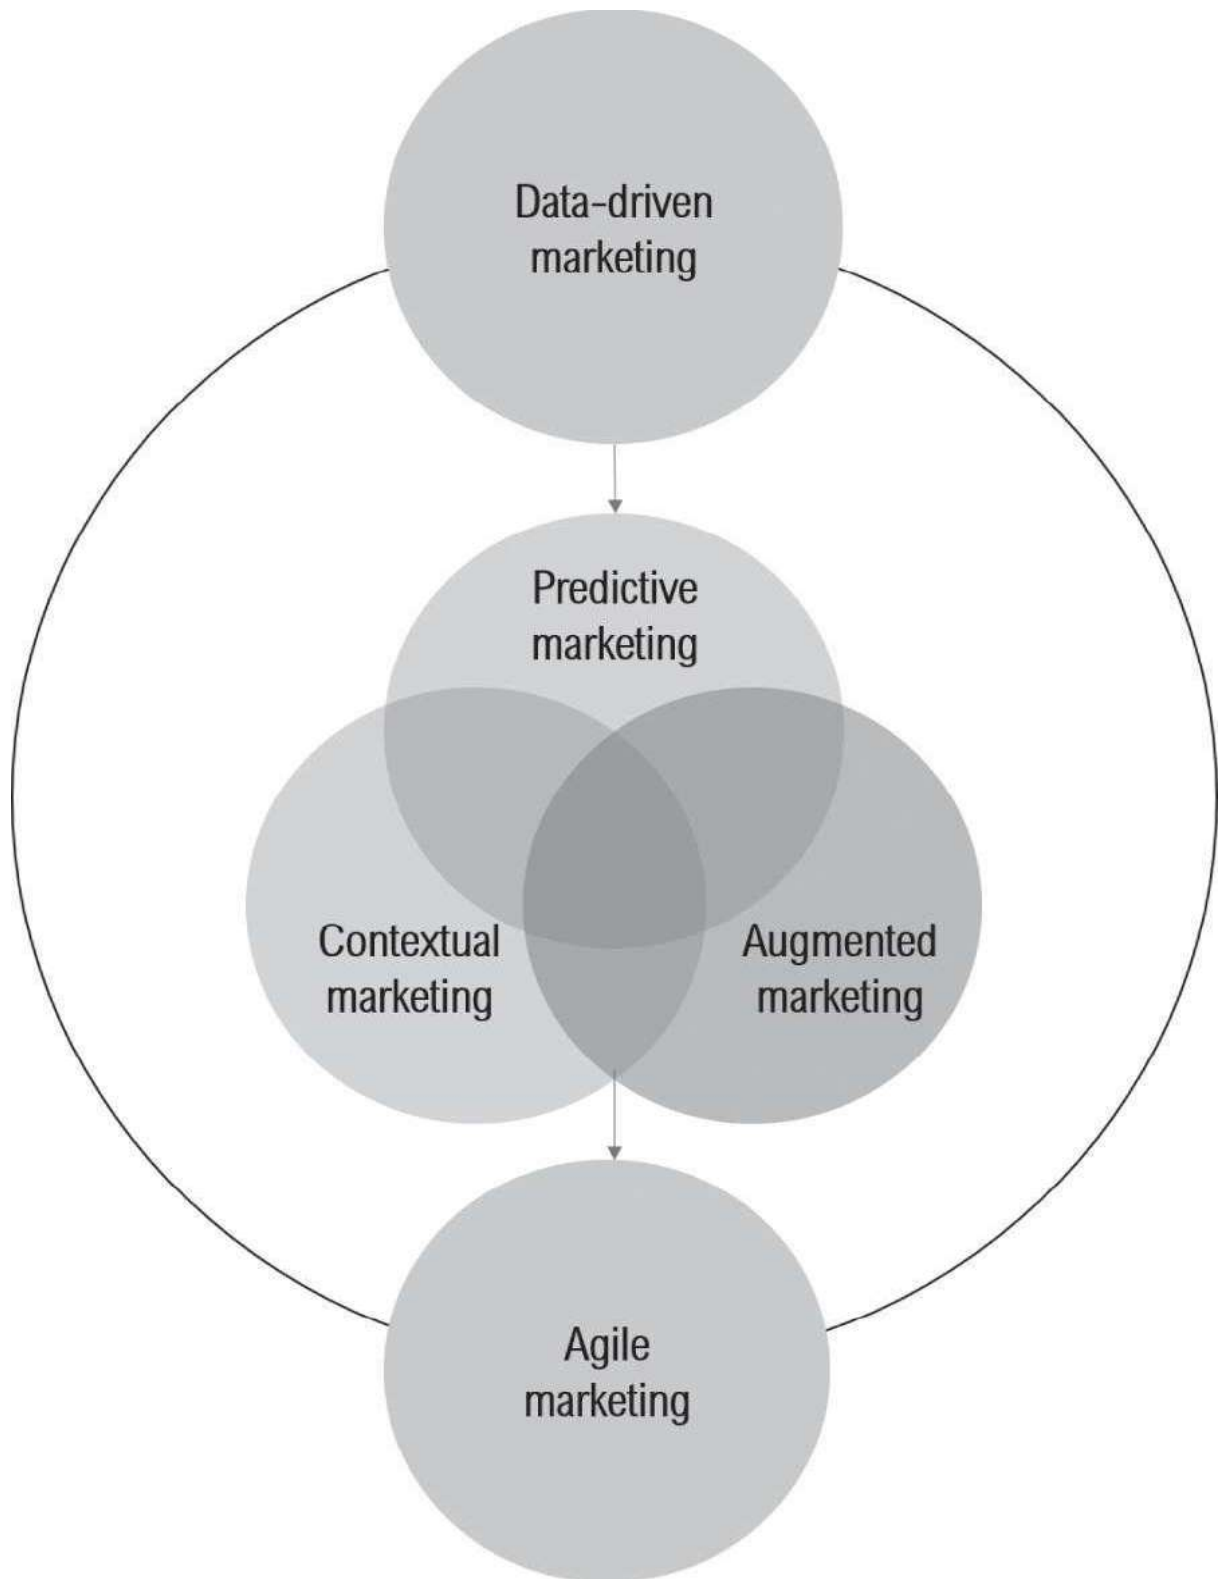 Data-driven
marketing
Predictive
marketing
Contextual
marketing
Augmented
marketing
Agile
marketing